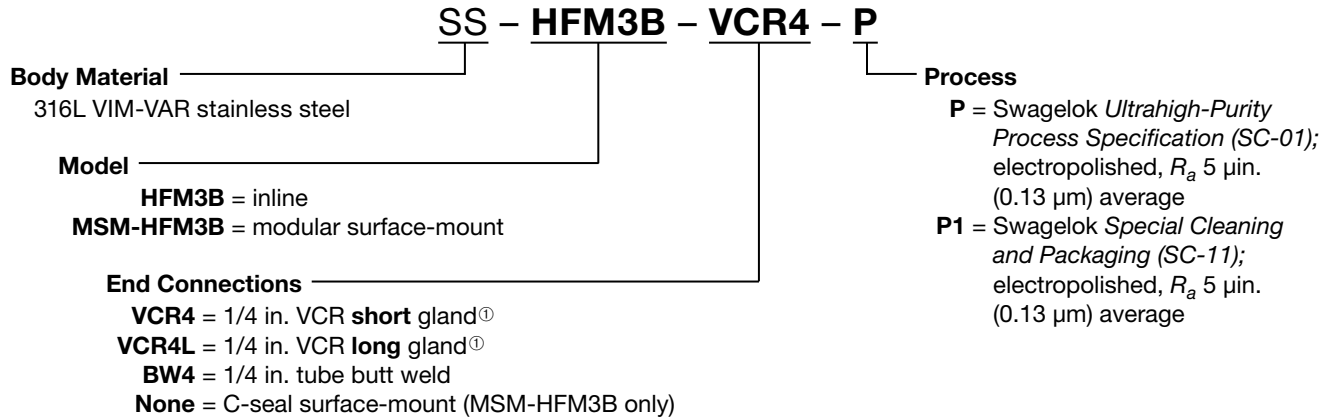 SS – HFM3B – VCR4 – P
Body Material
316L VIM-VAR stainless steel
Model
HFM3B = inline
MSM-HFM3B = modular surface-mount
End Connections
VCR4 = 1/4 in. VCR short gland①
VCR4L = 1/4 in. VCR long gland①
BW4 = 1/4 in. tube butt weld
None = C-seal surface-mount (MSM-HFM3B only)
Process
P = Swagelok Ultrahigh-Purity
Process Specification (SC-01);
electropolished, Ra 5 µin.
(0.13 µm) average
P1 = Swagelok Special Cleaning
and Packaging (SC-11);
electropolished, Ra 5 µin.
(0.13 µm) average